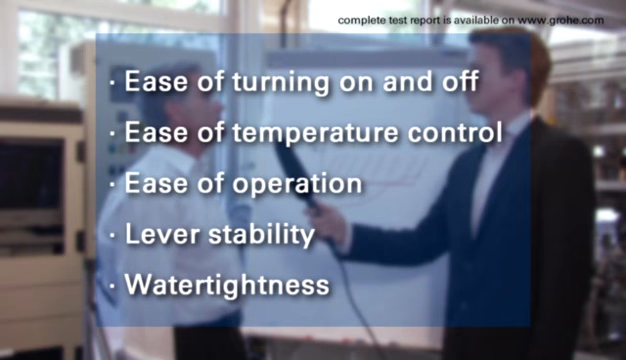 complete test report is available on www.grohe.com
· Ease of turning on and off
· Ease of temperature control
· Ease of operation
· Lever stability
· Watertightness